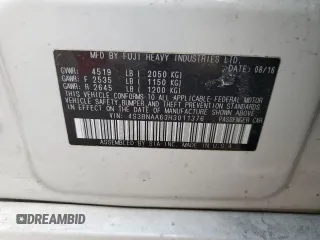 MFD BY FUJI HEAVY INDUSTRIES LTD.
08/16
GVWR: 4519 LB ( 2050 KG)
GAWR: F 2535 LB ( 1150 KG)
GAWR: R 2645 LB ( 1200 KG)
THIS VEHICLE CONFORMS TO ALL APPLICABLE FEDERAL MOTOR
VEHICLE SAFETY, BUMPER, AND THEFT PREVENTION STANDARDS
IN EFFECT ON THE DATE OF MANUFACTURE SHOWN ABOVE.
VIN: 4S3BNAA63H3011276
PASSENGER CAR
ASSEMBLED BY SIA INC. MADE IN U.S.A.
DREAMBID